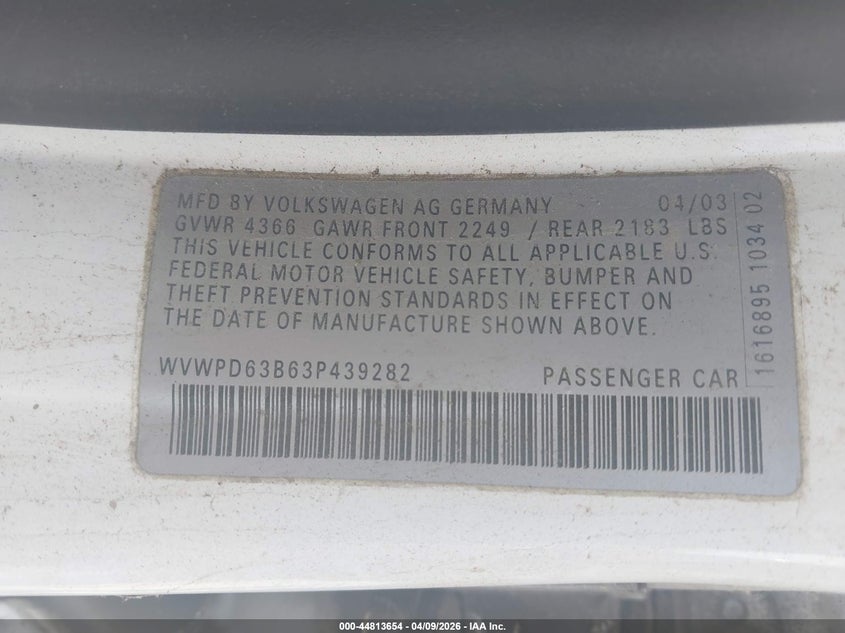 MFD BY VOLKSWAGEN AG GERMANY 04/03
GVWR 4366 GAWR FRONT 2249 / REAR 2183 LBS
THIS VEHICLE CONFORMS TO ALL APPLICABLE U.S.
FEDERAL MOTOR VEHICLE SAFETY, BUMPER AND
THEFT PREVENTION STANDARDS IN EFFECT ON
THE DATE OF MANUFACTURE SHOWN ABOVE.
WVWPD63B63P439282 PASSENGER CAR
1616895 1034 02
000-44813654 - 04/09/2026 - IAA Inc.